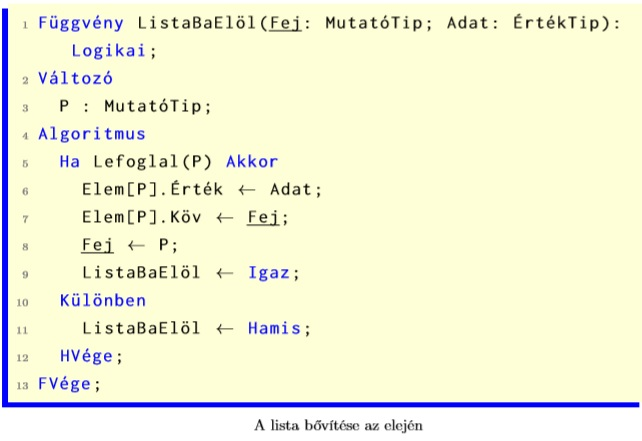 1 Függvény ListaBaElöl(Fej: MutatóTip; Adat: ÉrtékTip):
Logikai;
2 Változó
3 P : MutatóTip;
4 Algoritmus
5 Ha Lefoglal(P) Akkor
6 Elem[P].Érték ← Adat;
7 Elem[P].Köv ← Fej;
8 Fej ← P;
9 ListaBaElöl ← Igaz;
10 Különben
11 ListaBaElöl ← Hamis;
12 HVége;
13 FVége;
A lista bővítése az elején